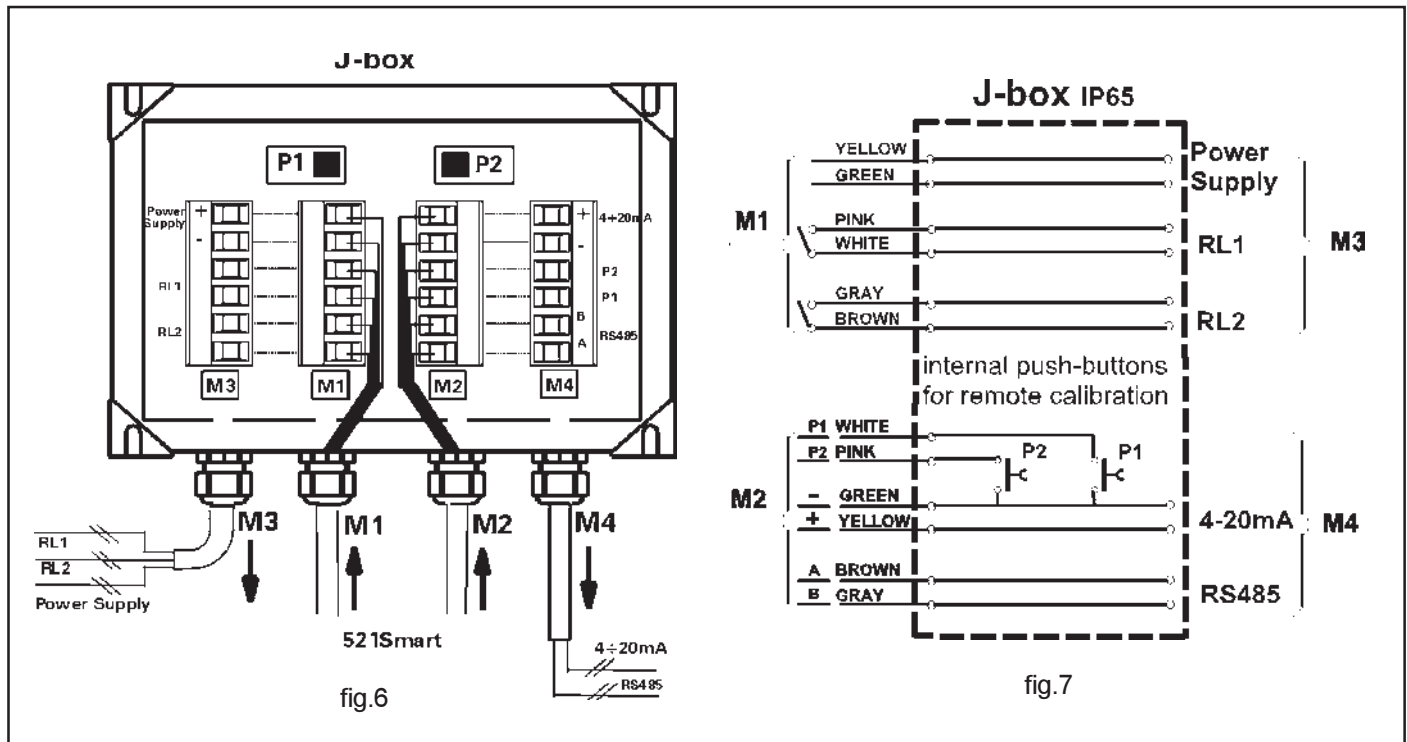 J-box
P1
P2
Power
Supply
+
-
RL1
RL2
+
4÷20mA
-
P2
P1
B
A
RS485
M3
M1
M2
M4
M3
M1
M2
M4
RL1
RL2
Power Supply
521Smart
4÷20mA
RS485
fig.6
J-box IP65
M1
YELLOW
GREEN
PINK
WHITE
GRAY
BROWN
Power
Supply
RL1
RL2
M3
internal push-buttons
for remote calibration
M2
P1 WHITE
P2 PINK
- GREEN
+ YELLOW
A BROWN
B GRAY
P2
P1
4-20mA
RS485
M4
fig.7